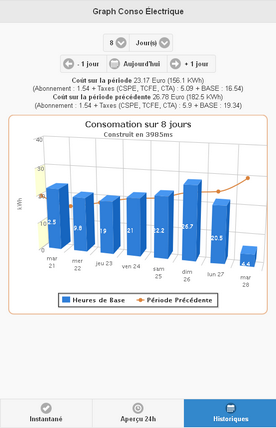 Graph Conso Électrique
8 Jour(s)
- 1 jour Aujourd'hui + 1 jour
Coût sur la période 23.17 Euro (156.1 KWh)
(Abonnement : 1.54 + Taxes (CSPE, TCFE, CTA) : 5.09 + BASE : 16.54)
Coût sur la période précédente 26.78 Euro (182.5 KWh)
(Abonnement : 1.54 + Taxes (CSPE, TCFE, CTA) : 5.9 + BASE : 19.34)
Consomation sur 8 jours
Construit en 3985ms
40
30
20
10
0
kWh
19.8
19
21
22.2
26.7
20.5
4.4
mar 21
mer 22
jeu 23
ven 24
sam 25
dim 26
lun 27
mar 28
Heures de Base Période Précédente
Instantané Aperçu 24h Historiques